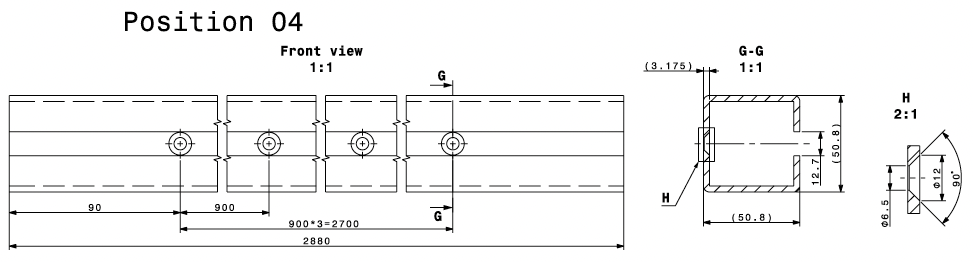 Position 04
Front view
1:1
G
G
90
900
900*3=2700
2880
G-G
1:1
(3.175)
H
12.7
(50.8)
(50.8)
H
2:1
Φ6.5
Φ12
90°